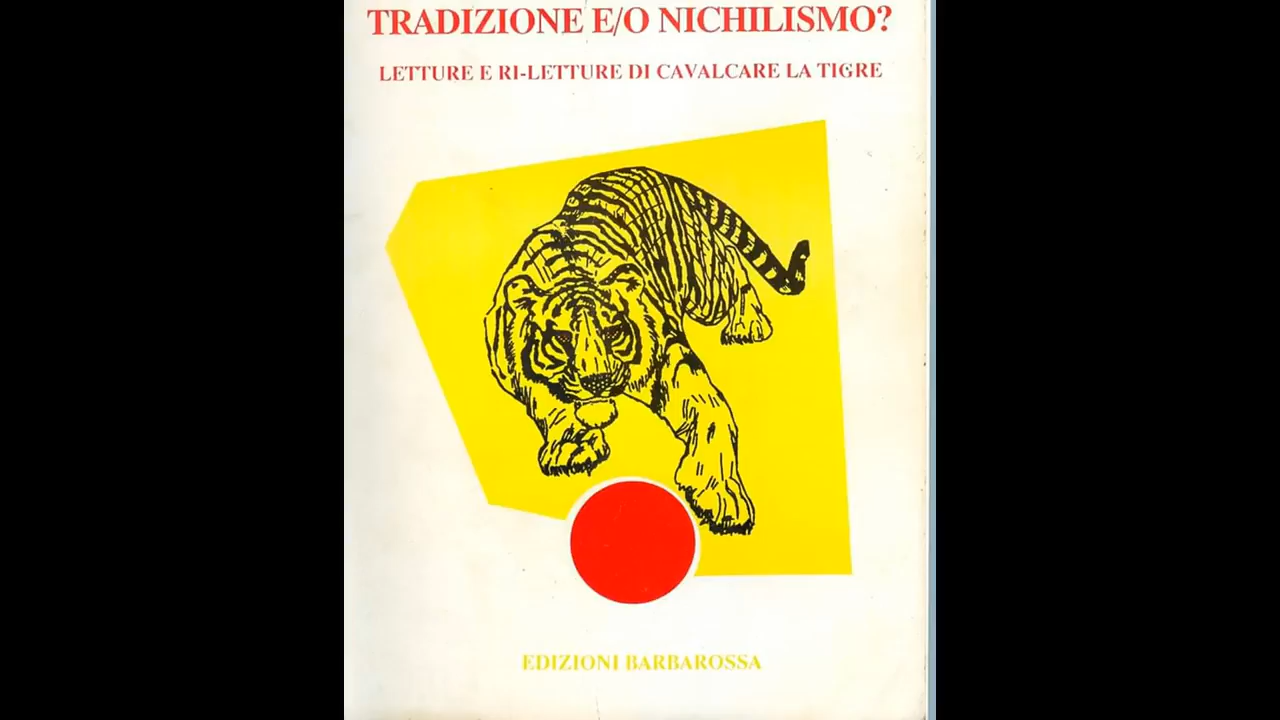 TRADIZIONE E/O NICHILISMO?
LETTURE E RI-LETTURE DI CAVALCARE LA TIGRE
EDIZIONI BARBAROSSA